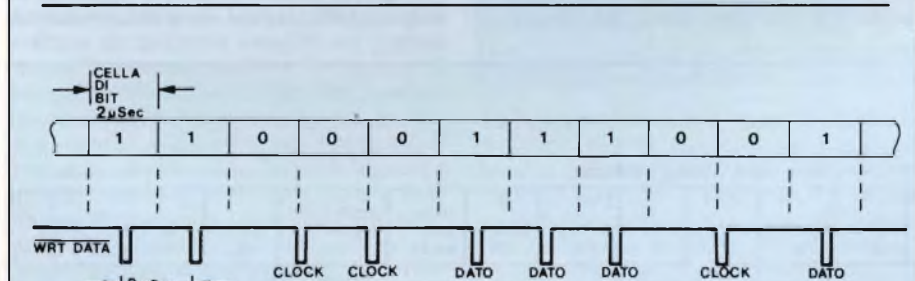 CELLA
DI
BIT
2µSec
1 1 0 0 0 1 1 1 0 0 1
WRT DATA
CLOCK CLOCK DATO DATO DATO CLOCK DATO